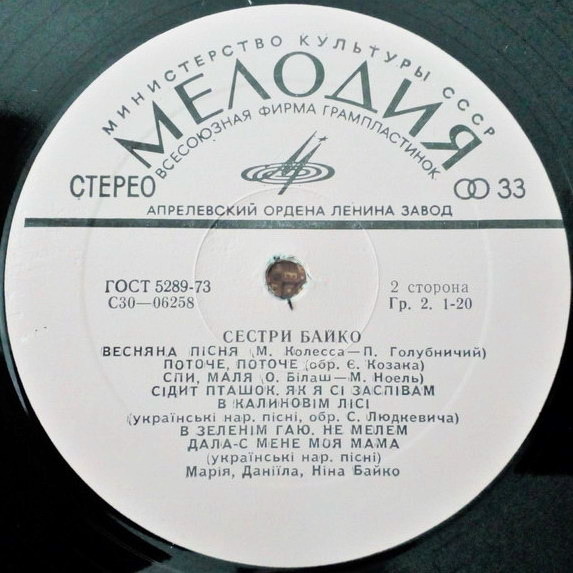 МИНИСТЕРСТВО КУЛЬТУРЫ СССР
МЕЛОДИЯ
ВСЕСОЮЗНАЯ ФИРМА ГРАМПЛАСТИНОК
СТЕРЕО
33
АПРЕЛЕВСКИЙ ОРДЕНА ЛЕНИНА ЗАВОД
ГОСТ 5289-73
С30—06258
2 сторона
Гр. 2. 1-20
СЕСТРИ БАЙКО
ВЕСНЯНА ПІСНЯ (М. Колесса—П. Голубничий)
ПОТОЧЕ, ПОТОЧЕ (обр. Є. Козака)
СПИ, МАЛЯ (О. Білаш—М. Ноель)
СІДИТ ПТАШОК, ЯК Я СІ ЗАСПІВАМ
В КАЛИНОВІМ ЛІСІ
(українські нар. пісні, обр. С. Людкевича)
В ЗЕЛЕНІМ ГАЮ, НЕ МЕЛЕМ
ДАЛА-С МЕНЕ МОЯ МАМА
(українські нар. пісні)
Марія, Даниїла, Ніна Байко